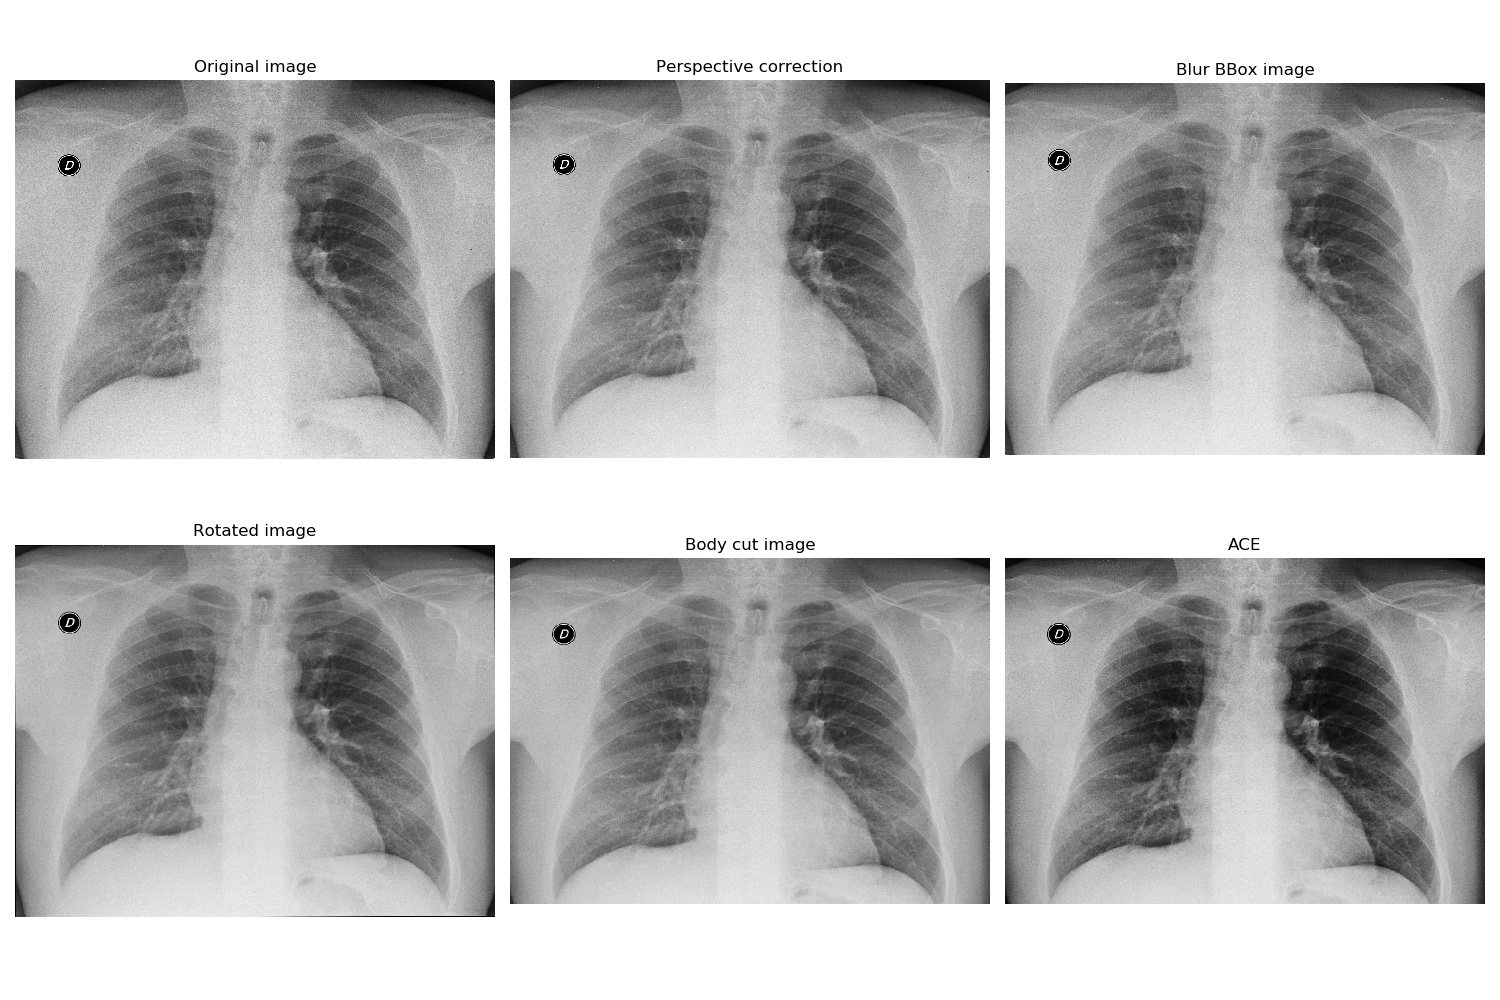 Original image
Perspective correction
Blur BBox image
D
D
D
Rotated image
Body cut image
ACE
D
D
D